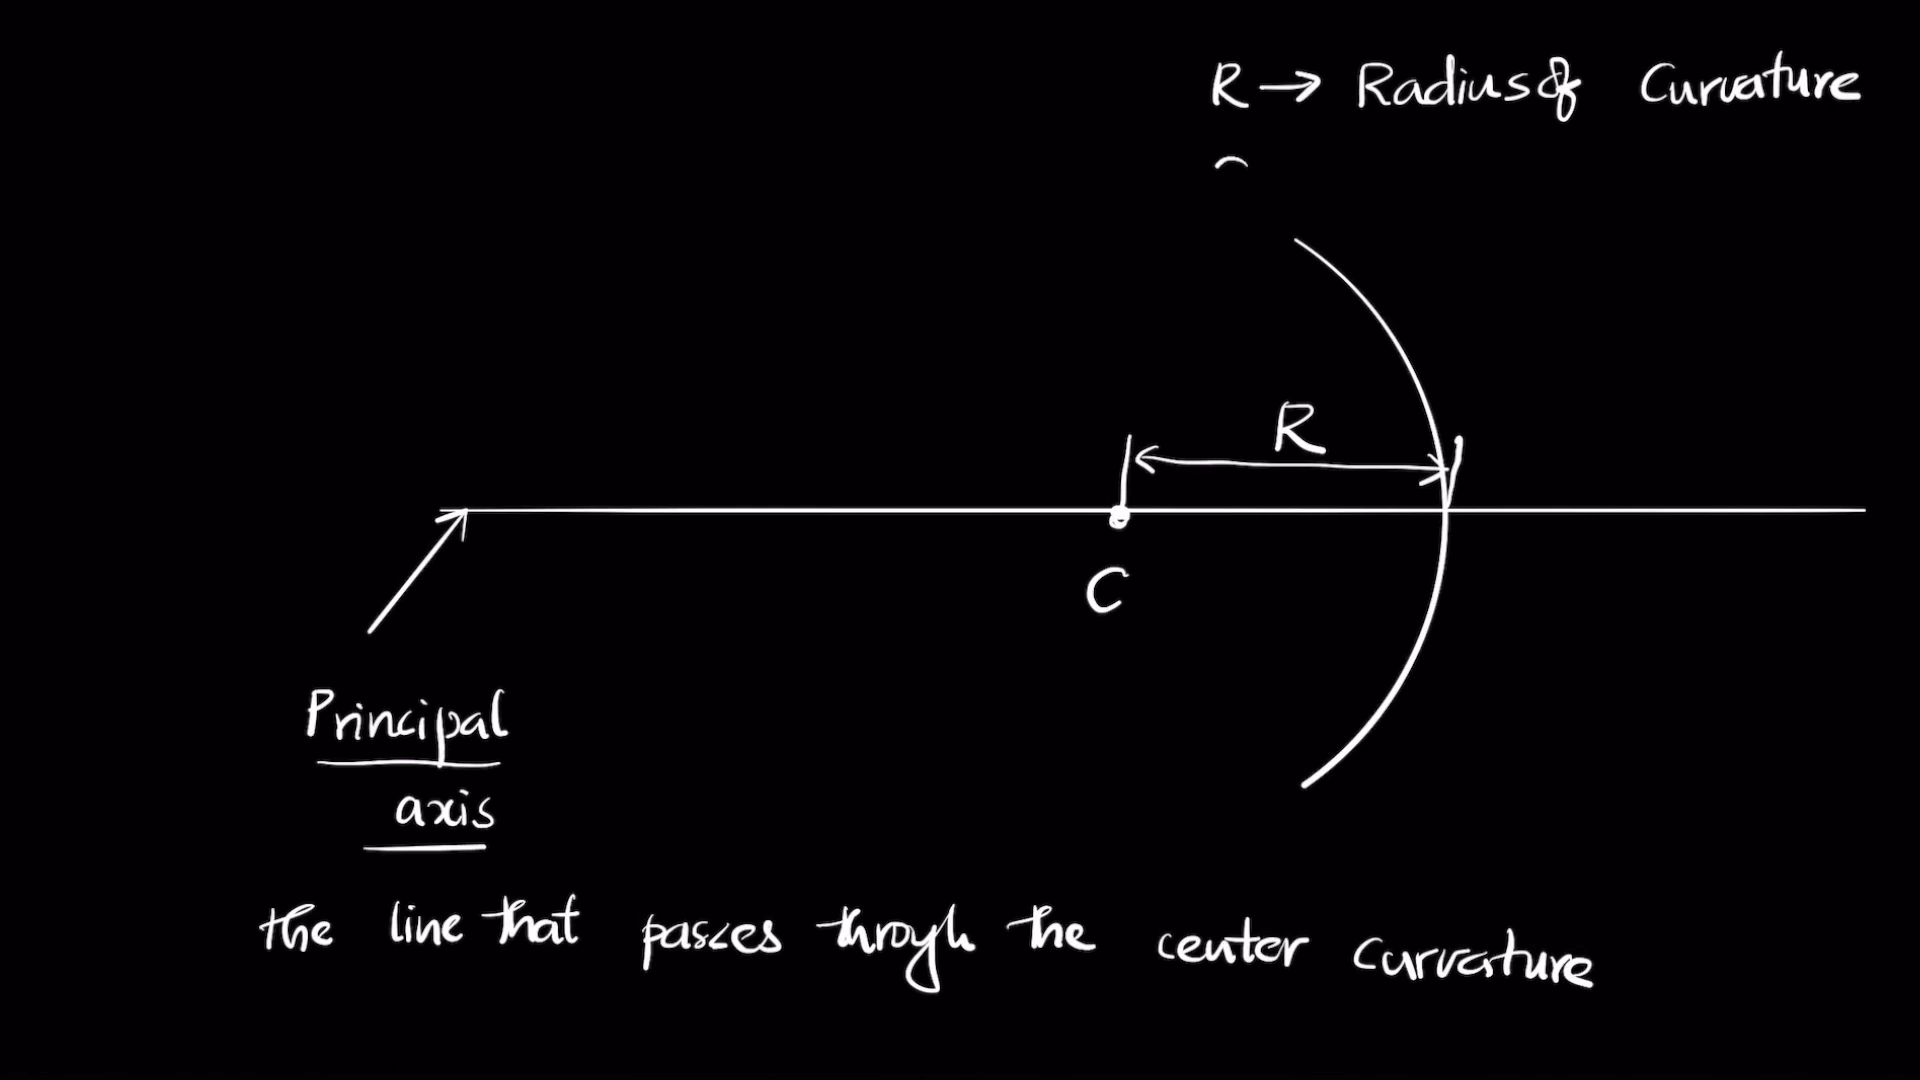 R → Radius of Curvature
R
C
Principal
axis
the line that passes through the center curvature